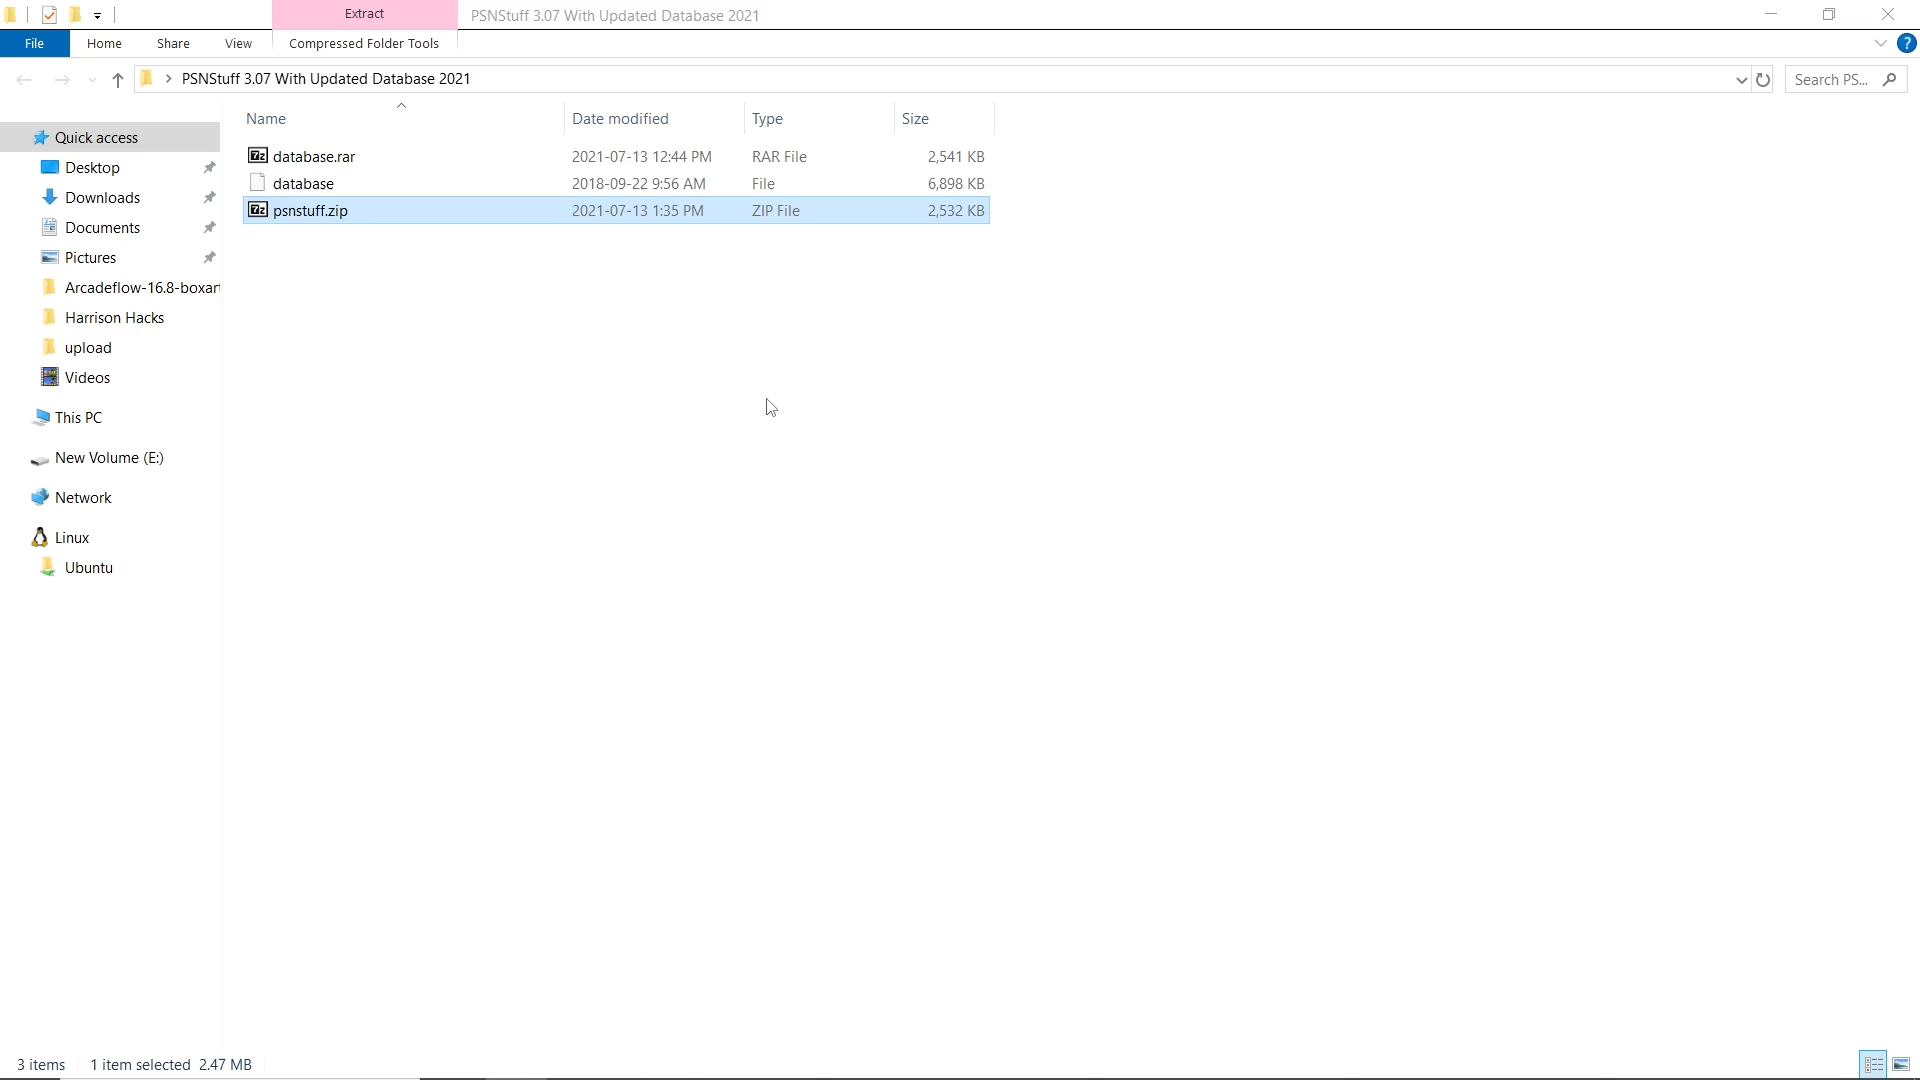 Extract
PSNStuff 3.07 With Updated Database 2021
File
Home
Share
View
Compressed Folder Tools
PSNStuff 3.07 With Updated Database 2021
Search PS...
Name
Date modified
Type
Size
Quick access
database.rar
2021-07-13 12:44 PM
RAR File
2,541 KB
Desktop
database
2018-09-22 9:56 AM
File
6,898 KB
Downloads
psnstuff.zip
2021-07-13 1:35 PM
ZIP File
2,532 KB
Documents
Pictures
Arcadeflow-16.8-boxart
Harrison Hacks
upload
Videos
This PC
New Volume (E:)
Network
Linux
Ubuntu
3 items
1 item selected 2.47 MB